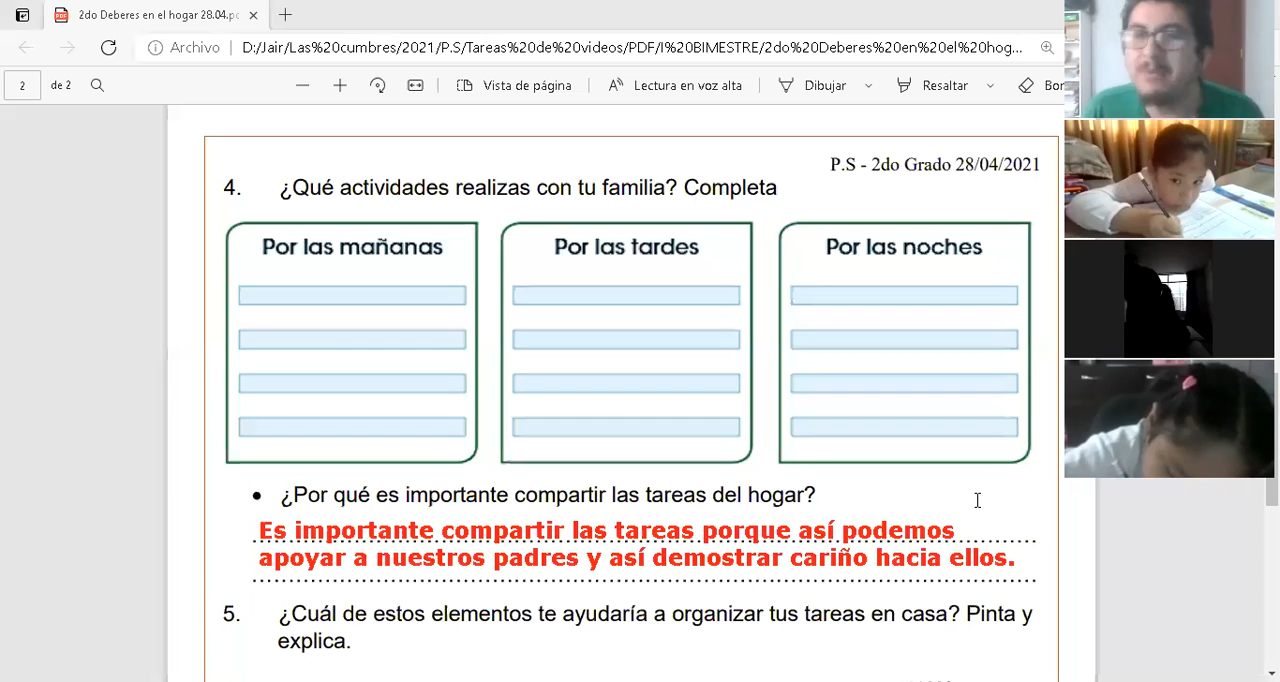 2do Deberes en el hogar 28.04.pc
Archivo
D:/Jair/Las%20cumbres/2021/P.S/Tareas%20de%20videos/PDF/I%20BIMESTRE/2do%20Deberes%20en%20el%20hog...
2
de 2
Vista de página
Lectura en voz alta
Dibujar
Resaltar
Bor
P.S - 2do Grado 28/04/2021
4. ¿Qué actividades realizas con tu familia? Completa
Por las mañanas
Por las tardes
Por las noches
• ¿Por qué es importante compartir las tareas del hogar?
Es importante compartir las tareas porque así podemos
apoyar a nuestros padres y así demostrar cariño hacia ellos.
5. ¿Cuál de estos elementos te ayudaría a organizar tus tareas en casa? Pinta y
explica.